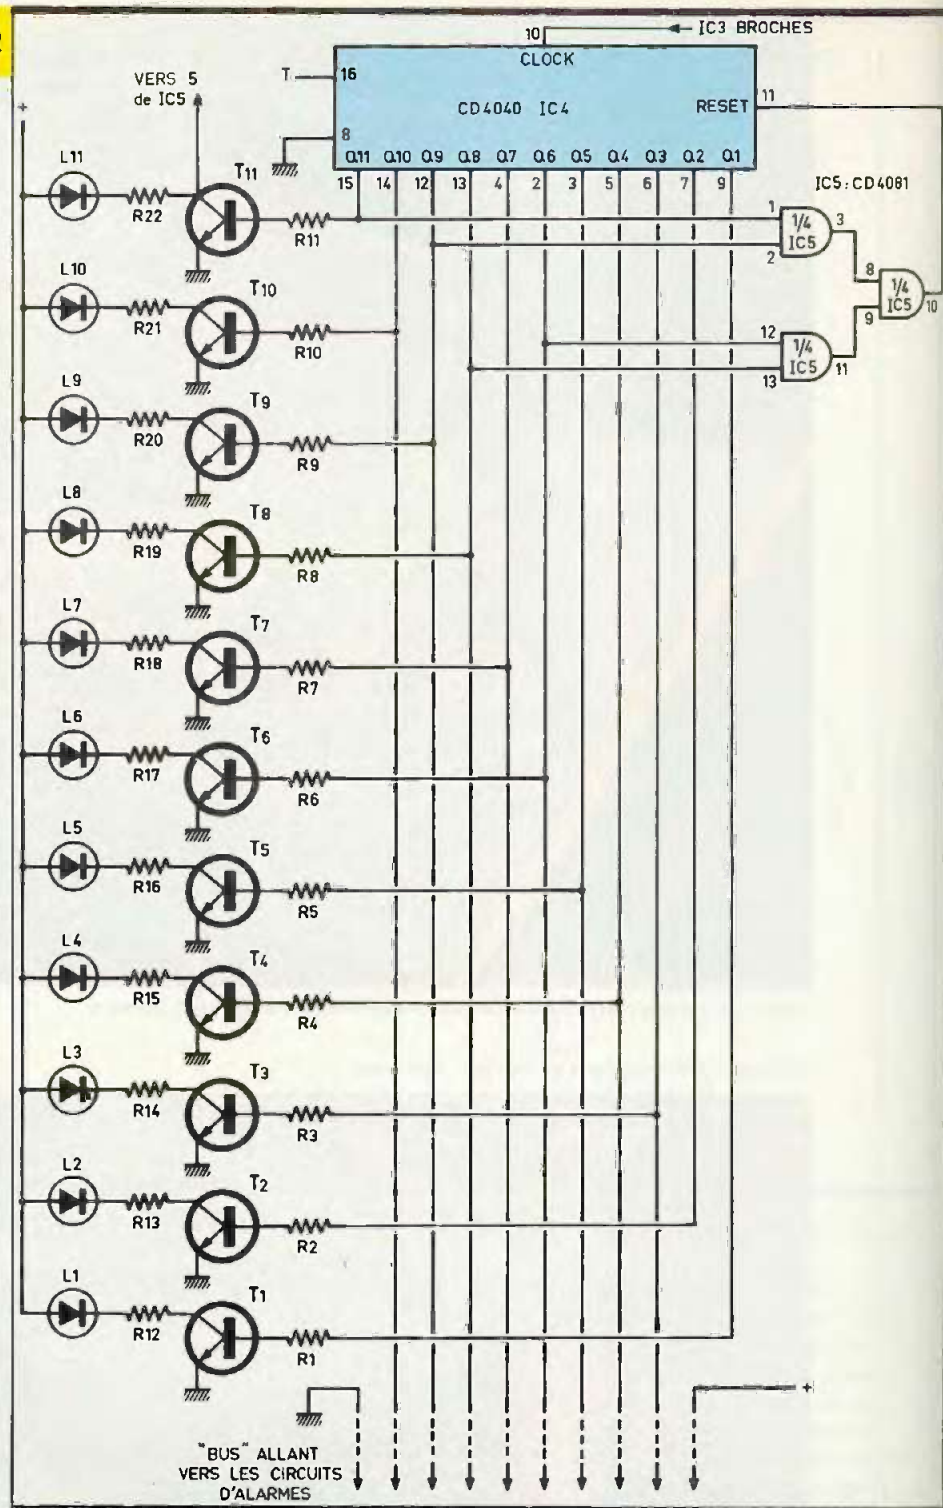 IC3 BROCHES
10
CLOCK
VERS 5
de IC5
T
16
CD4040 IC4
RESET
11
8
Q11 Q10 Q9 Q8 Q7 Q6 Q5 Q4 Q3 Q2 Q1
15 14 12 13 4 2 3 5 6 7 9
IC5:CD4081
+
L11
R22
T11
R11
1
2
1/4
IC5
3
8
9
1/4
IC5
10
12
13
1/4
IC5
11
L10
R21
T10
R10
L9
R20
T9
R9
L8
R19
T8
R8
L7
R18
T7
R7
L6
R17
T6
R6
L5
R16
T5
R5
L4
R15
T4
R4
L3
R14
T3
R3
L2
R13
T2
R2
L1
R12
T1
R1
+
"BUS" ALLANT
VERS LES CIRCUITS
D'ALARMES